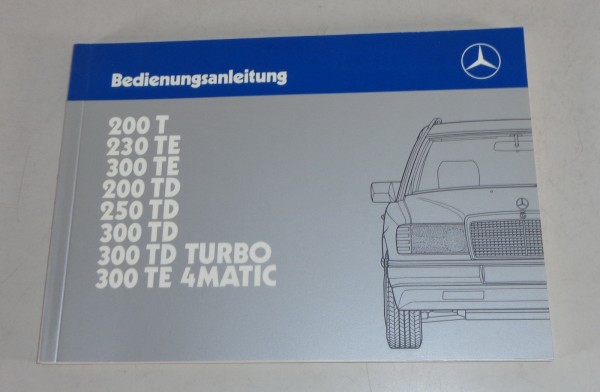 Bedienungsanleitung
200 T
230 TE
300 TE
200 TD
250 TD
300 TD
300 TD TURBO
300 TE 4MATIC